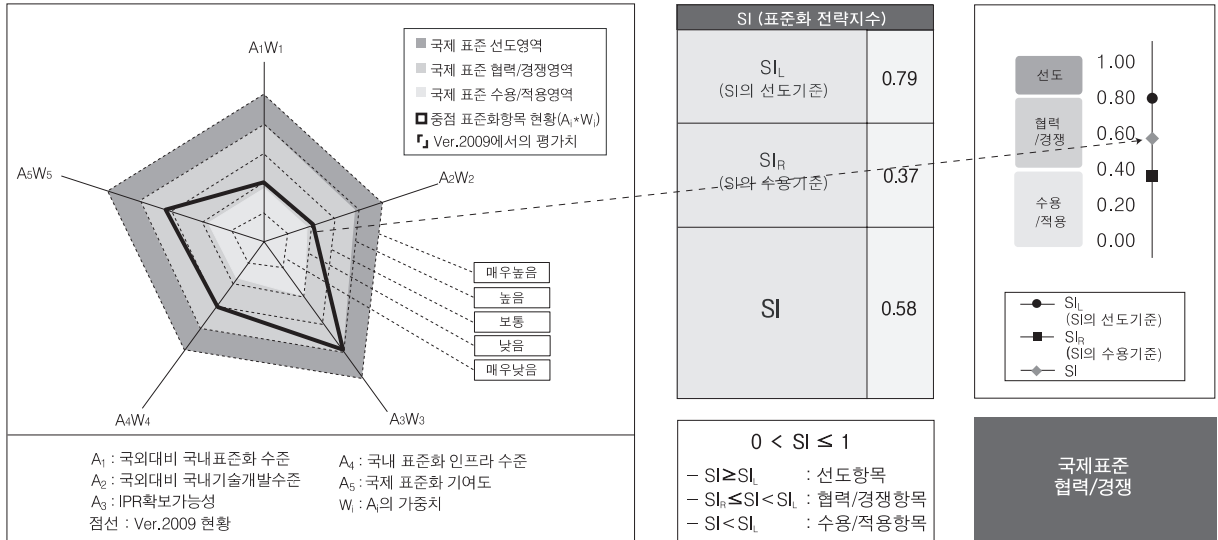 A₁W₁
A₂W₂
A₃W₃
A₄W₄
A₅W₅
국제 표준 선도영역
국제 표준 협력/경쟁영역
국제 표준 수용/적용영역
중점 표준화항목 현황(Aᵢ*Wᵢ)
Ver.2009에서의 평가치
매우높음
높음
보통
낮음
매우낮음
A₁ : 국외대비 국내표준화 수준
A₂ : 국외대비 국내기술개발수준
A₃ : IPR확보가능성
점선 : Ver.2009 현황
A₄ : 국내 표준화 인프라 수준
A₅ : 국제 표준화 기여도
Wᵢ : Aᵢ의 가중치
SI (표준화 전략지수)
SI_L
(SI의 선도기준)
0.79
SI_R
(SI의 수용기준)
0.37
SI
0.58
0 < SI ≤ 1
– SI≥SI_L : 선도항목
– SI_R≤SI<SI_L : 협력/경쟁항목
– SI<SI_L : 수용/적용항목
선도
협력
/경쟁
수용
/적용
1.00
0.80
0.60
0.40
0.20
0.00
SI_L
(SI의 선도기준)
SI_R
(SI의 수용기준)
SI
국제표준
협력/경쟁